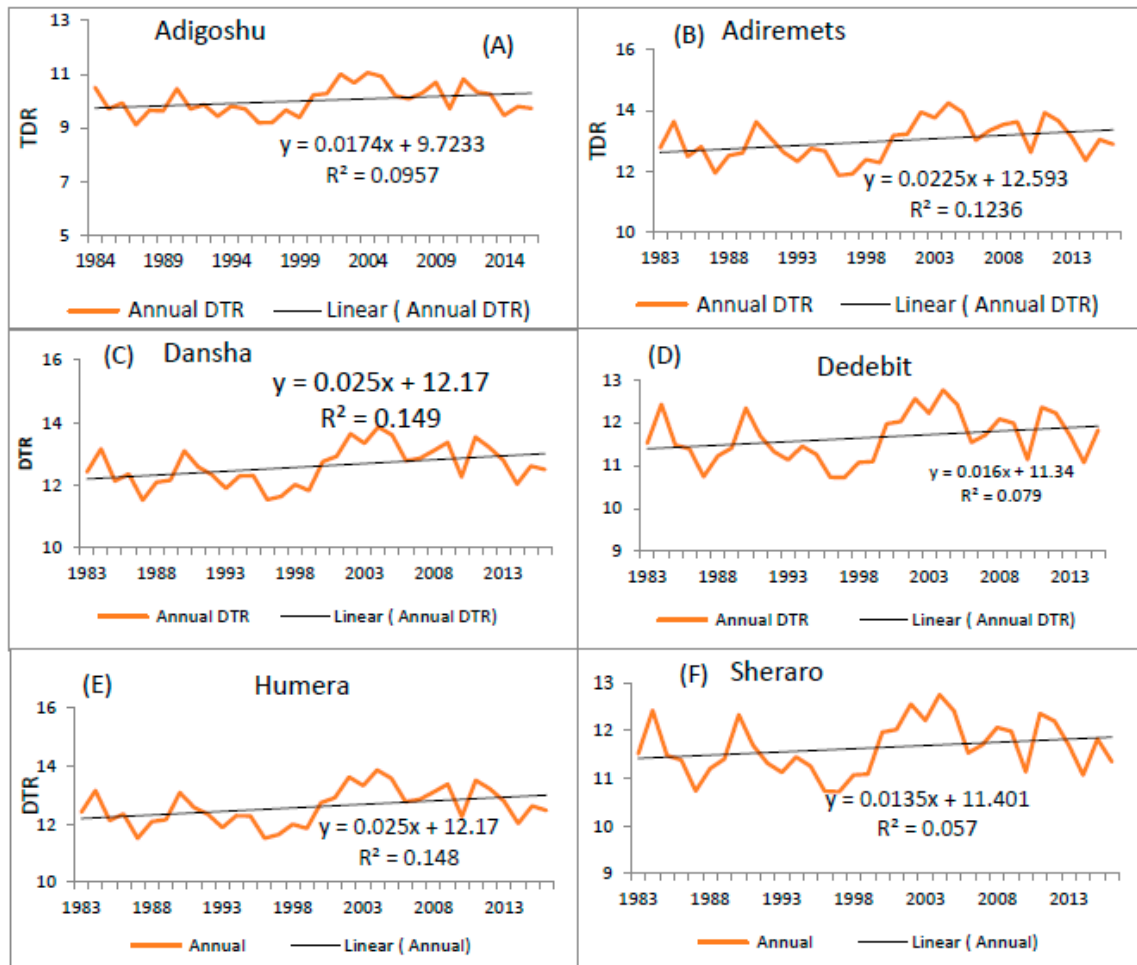 Adigoshu
(A)
TDR
13
11
9
7
5
y = 0.0174x + 9.7233
R² = 0.0957
1984 1989 1994 1999 2004 2009 2014
Annual DTR Linear ( Annual DTR)
(B) Adiremets
TDR
16
14
12
10
y = 0.0225x + 12.593
R² = 0.1236
1983 1988 1993 1998 2003 2008 2013
Annual DTR Linear ( Annual DTR)
(C) Dansha
DTR
16
14
12
10
y = 0.025x + 12.17
R² = 0.149
1983 1988 1993 1998 2003 2008 2013
Annual DTR Linear ( Annual DTR)
(D)
Dedebit
13
12
11
10
9
y = 0.016x + 11.34
R² = 0.079
1983 1988 1993 1998 2003 2008 2013
Annual DTR Linear ( Annual DTR)
(E) Humera
DTR
16
14
12
10
y = 0.025x + 12.17
R² = 0.148
1983 1988 1993 1998 2003 2008 2013
Annual Linear ( Annual)
(F) Sheraro
13
12
11
10
9
y = 0.0135x + 11.401
R² = 0.057
1983 1988 1993 1998 2003 2008 2013
Annual Linear ( Annual)